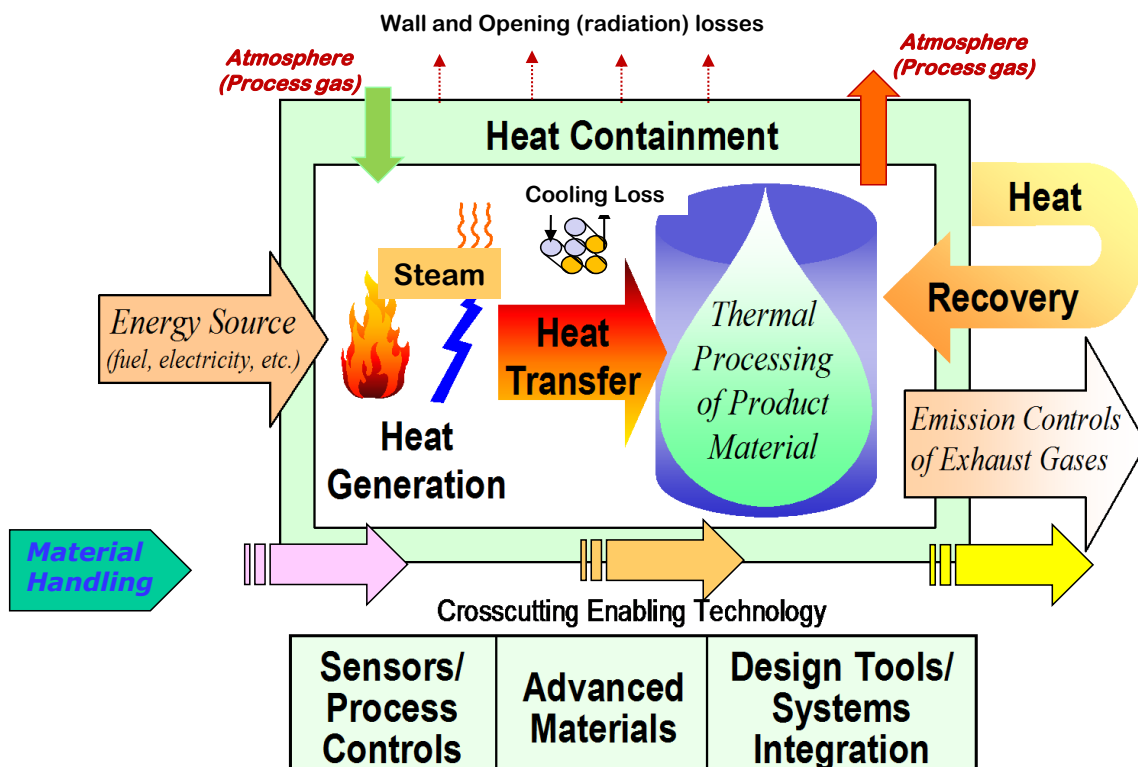 Wall and Opening (radiation) losses
Atmosphere
(Process gas)
Atmosphere
(Process gas)
Heat Containment
Cooling Loss
Steam
Heat
Recovery
Energy Source
(fuel, electricity, etc.)
Heat
Transfer
Thermal
Processing
of Product
Material
Heat
Generation
Emission Controls
of Exhaust Gases
Material
Handling
Crosscutting Enabling Technology
Sensors/
Process
Controls
Advanced
Materials
Design Tools/
Systems
Integration